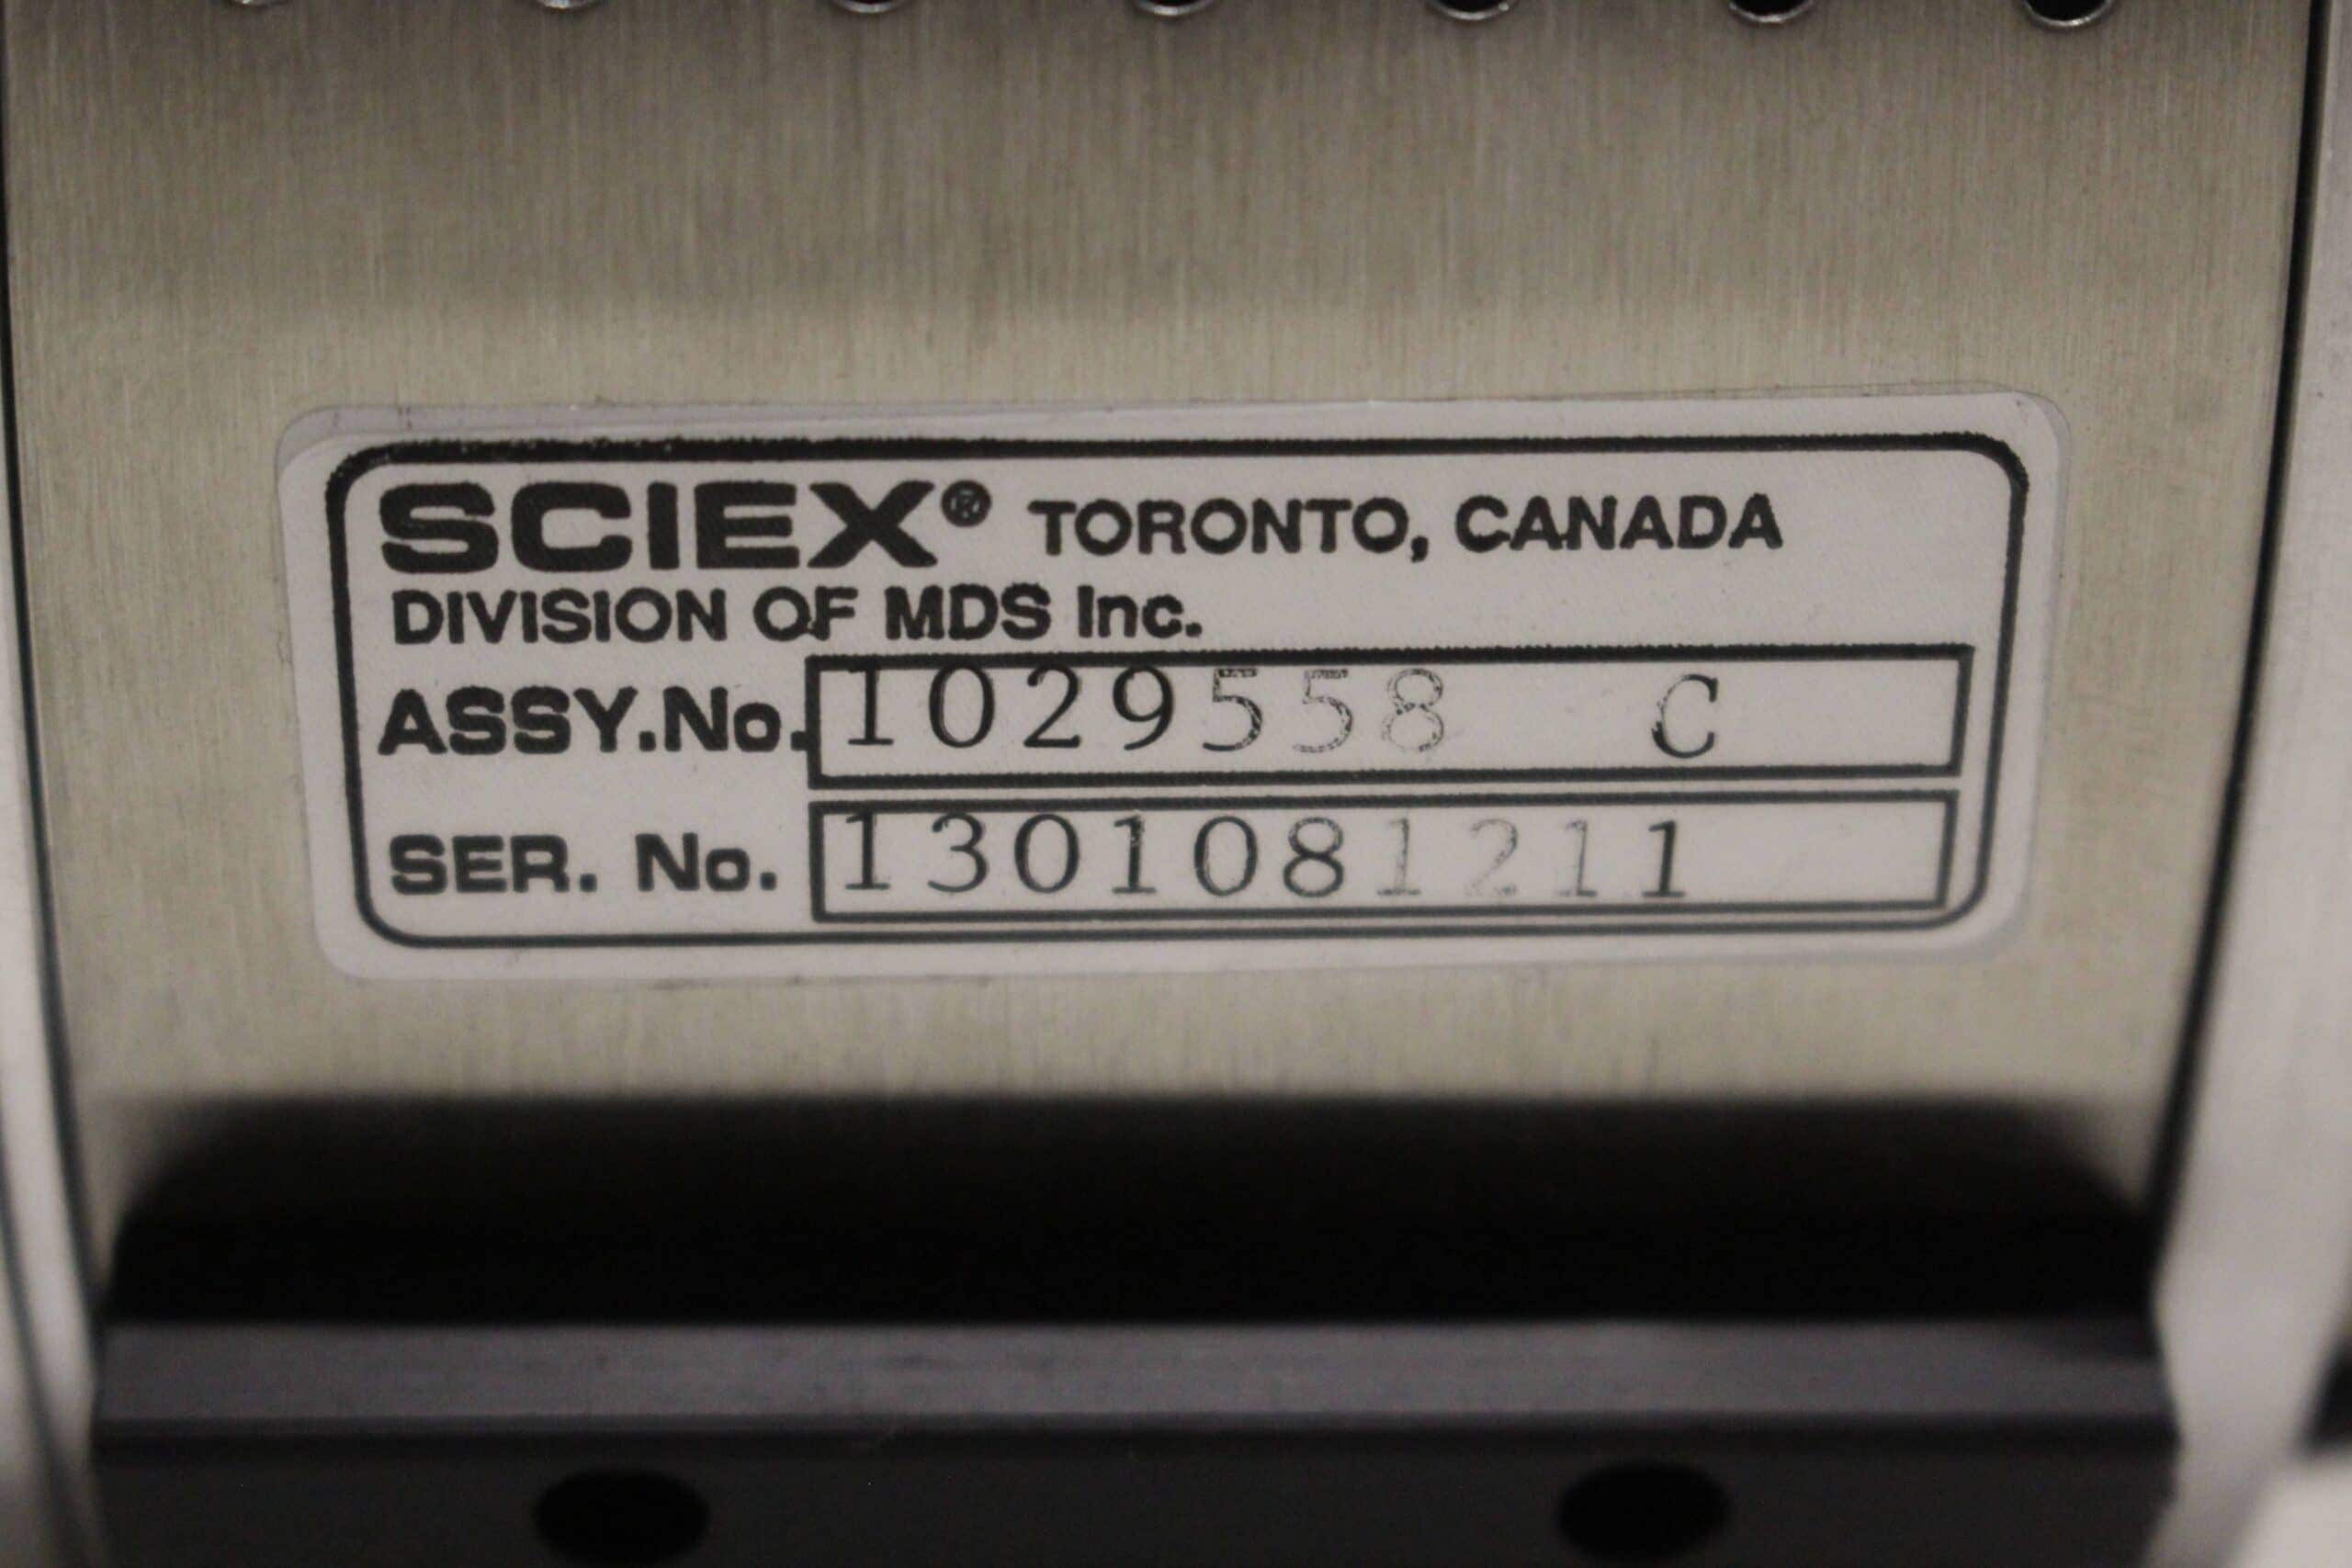 SCIEX® TORONTO, CANADA
DIVISION OF MDS Inc.
ASSY.No. 1029558 C
SER. No. 1301081211